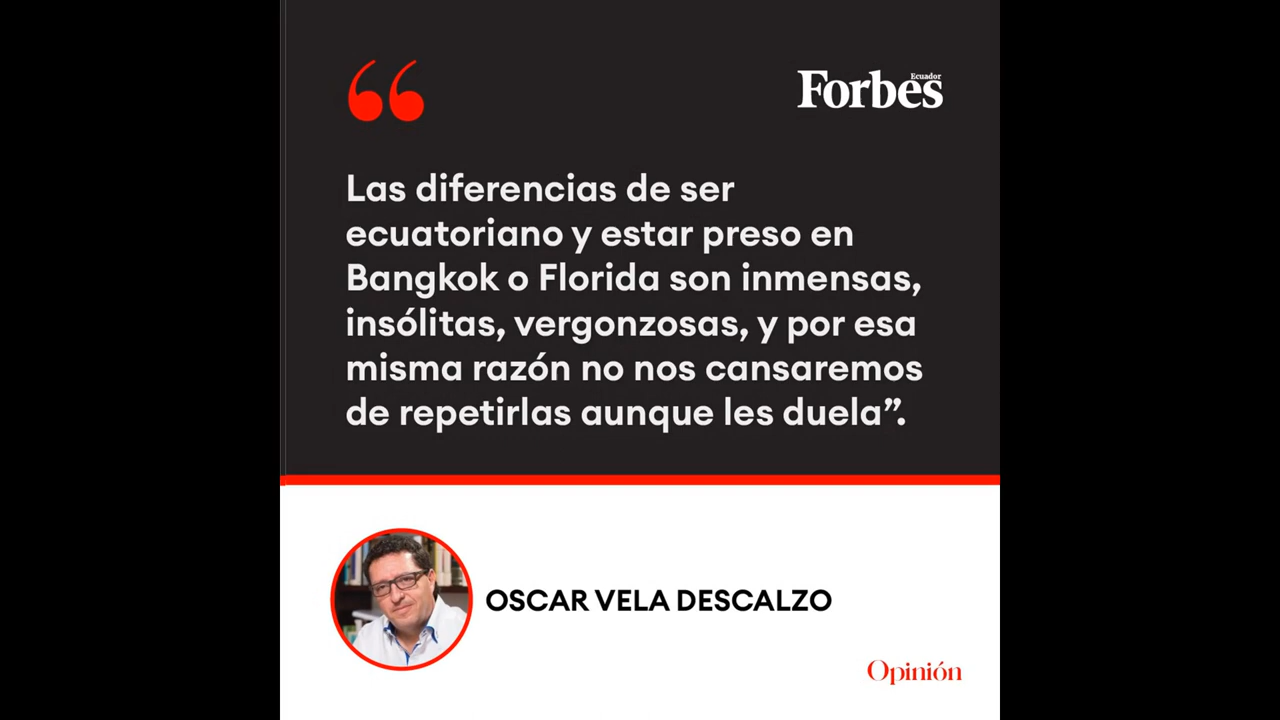 “
Forbes Ecuador
Las diferencias de ser
ecuatoriano y estar preso en
Bangkok o Florida son inmensas,
insólitas, vergonzosas, y por esa
misma razón no nos cansaremos
de repetirlas aunque les duela”.
OSCAR VELA DESCALZO
Opinión